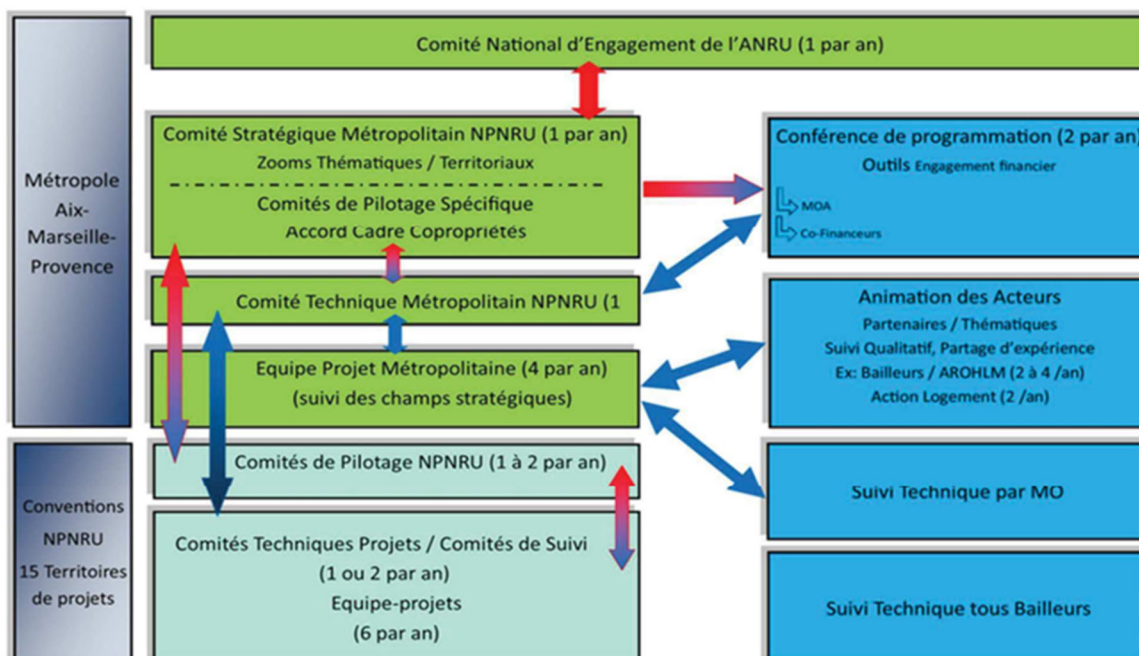 Métropole
Aix-
Marseille-
Provence
Conventions
NPNRU
15 Territoires
de projets
Comité National d'Engagement de l'ANRU (1 par an)
Comité Stratégique Métropolitain NPNRU (1 par an)
Zooms Thématiques / Territoriaux
Comités de Pilotage Spécifique
Accord Cadre Copropriétés
Comité Technique Métropolitain NPNRU (1
Equipe Projet Métropolitaine (4 par an)
(suivi des champs stratégiques)
Comités de Pilotage NPNRU (1 à 2 par an)
Comités Techniques Projets / Comités de Suivi
(1 ou 2 par an)
Equipe-projets
(6 par an)
Conférence de programmation (2 par an)
Outils Engagement financier
MOA
Co-Financeurs
Animation des Acteurs
Partenaires / Thématiques
Suivi Qualitatif, Partage d'expérience
Ex: Bailleurs / AROHLM (2 à 4 /an)
Action Logement (2 /an)
Suivi Technique par MO
Suivi Technique tous Bailleurs